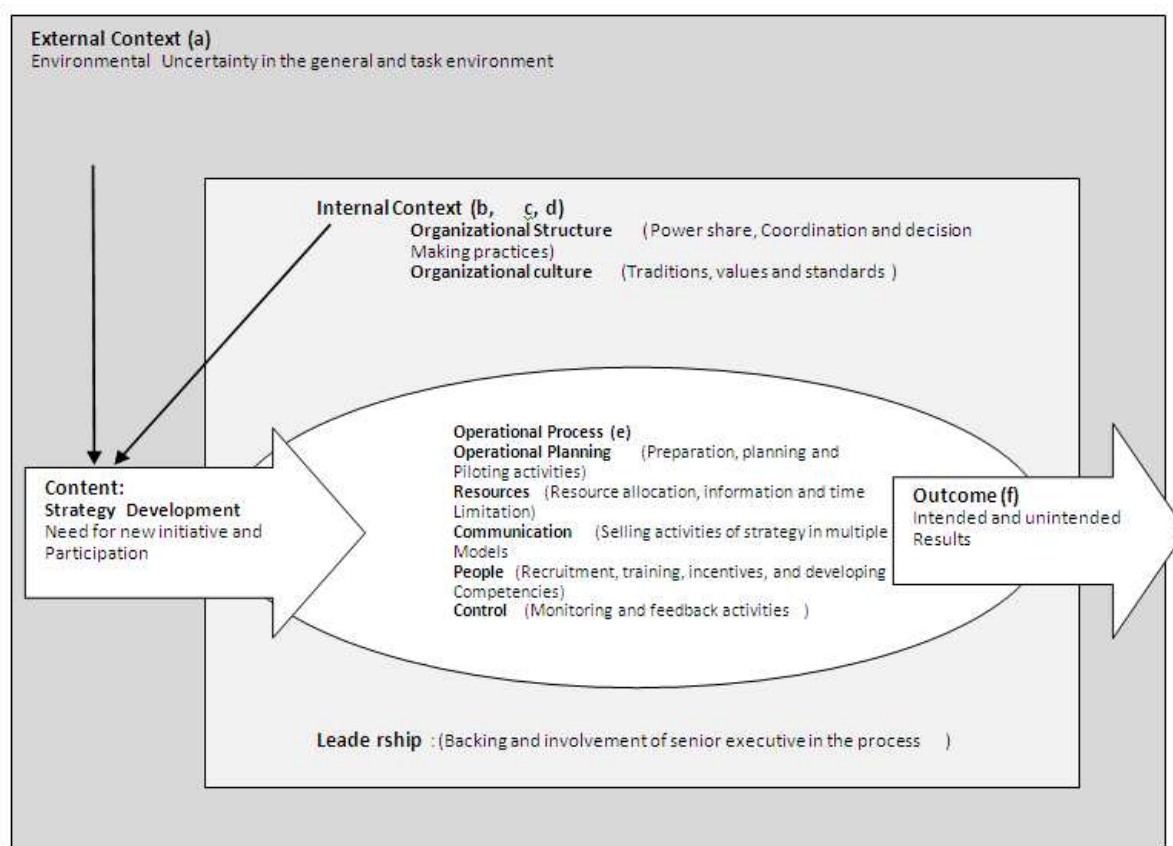 External Context (a)
Environmental Uncertainty in the general and task environment
Internal Context (b, c, d)
Organizational Structure (Power share, Coordination and decision
Making practices)
Organizational culture (Traditions, values and standards )
Operational Process (e)
Operational Planning (Preparation, planning and
Piloting activities)
Resources (Resource allocation, information and time
Limitation)
Communication (Selling activities of strategy in multiple
Models
People (Recruitment, training, incentives, and developing
Competencies)
Control (Monitoring and feedback activities )
Content:
Strategy Development
Need for new initiative and
Participation
Outcome (f)
Intended and unintended
Results
Leade rship : (Backing and involvement of senior executive in the process )